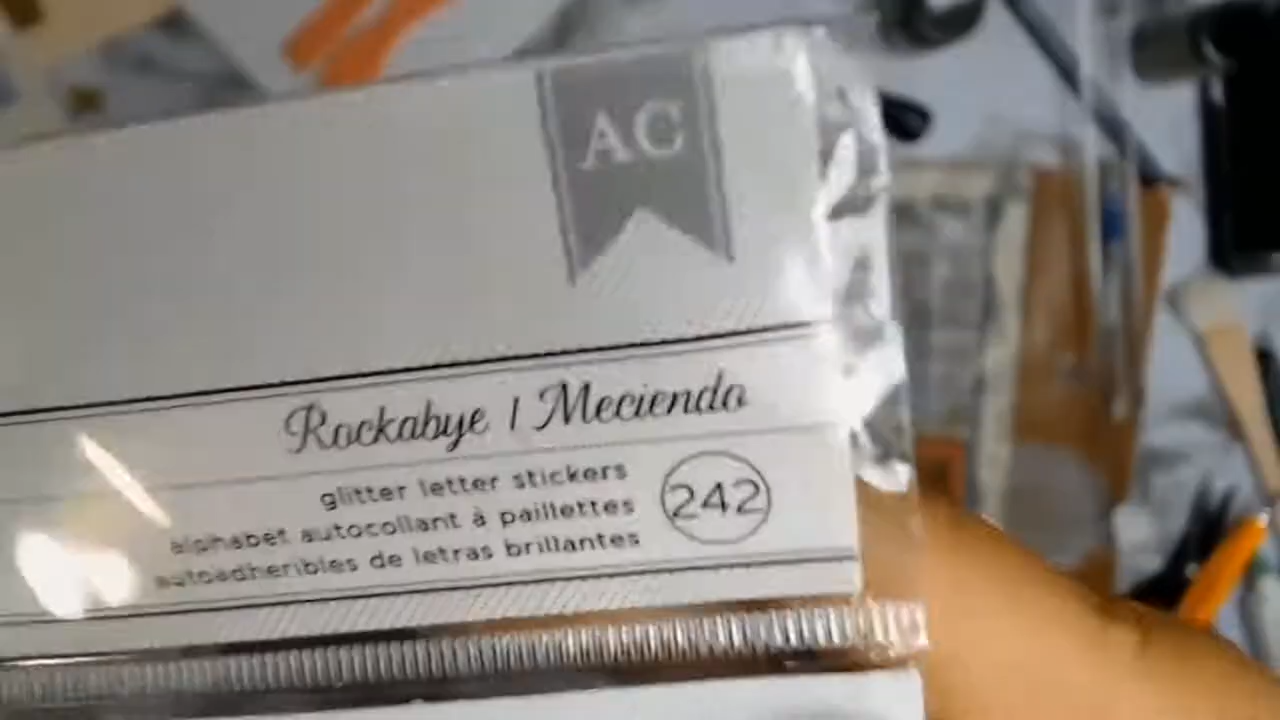 AC
Rockabye | Meciendo
glitter letter stickers
alphabet autocollant à paillettes
autoadheribles de letras brillantes
242